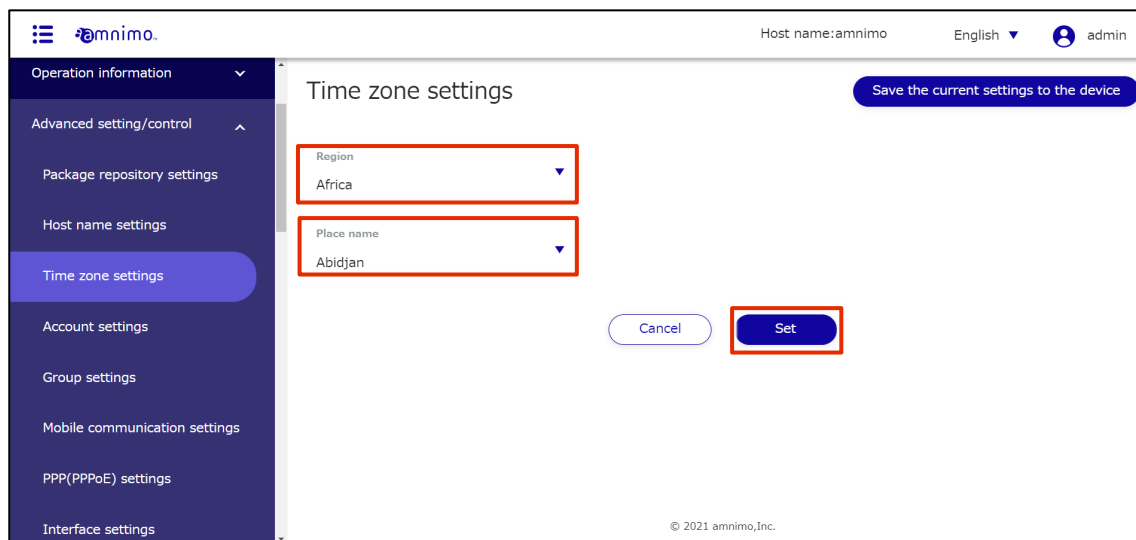 amnimo
Host name:amnimo
English
admin
Operation information
Advanced setting/control
Package repository settings
Host name settings
Time zone settings
Account settings
Group settings
Mobile communication settings
PPP(PPPoE) settings
Interface settings
Time zone settings
Save the current settings to the device
Region
Africa
Place name
Abidjan
Cancel
Set
© 2021 amnimo,Inc.